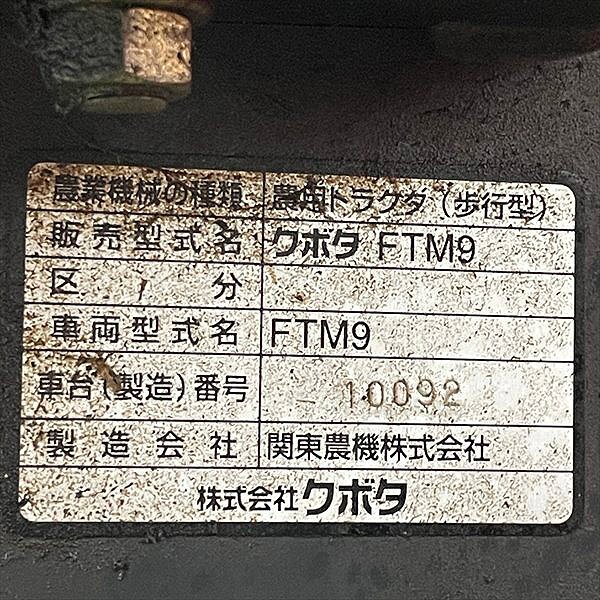 農業機械の種類 農用トラクタ（歩行型）
販売型式名 クボタ FTM9
区分
車両型式名 FTM9
車台（製造）番号 - 10092
製造会社 関東農機株式会社
株式会社クボタ